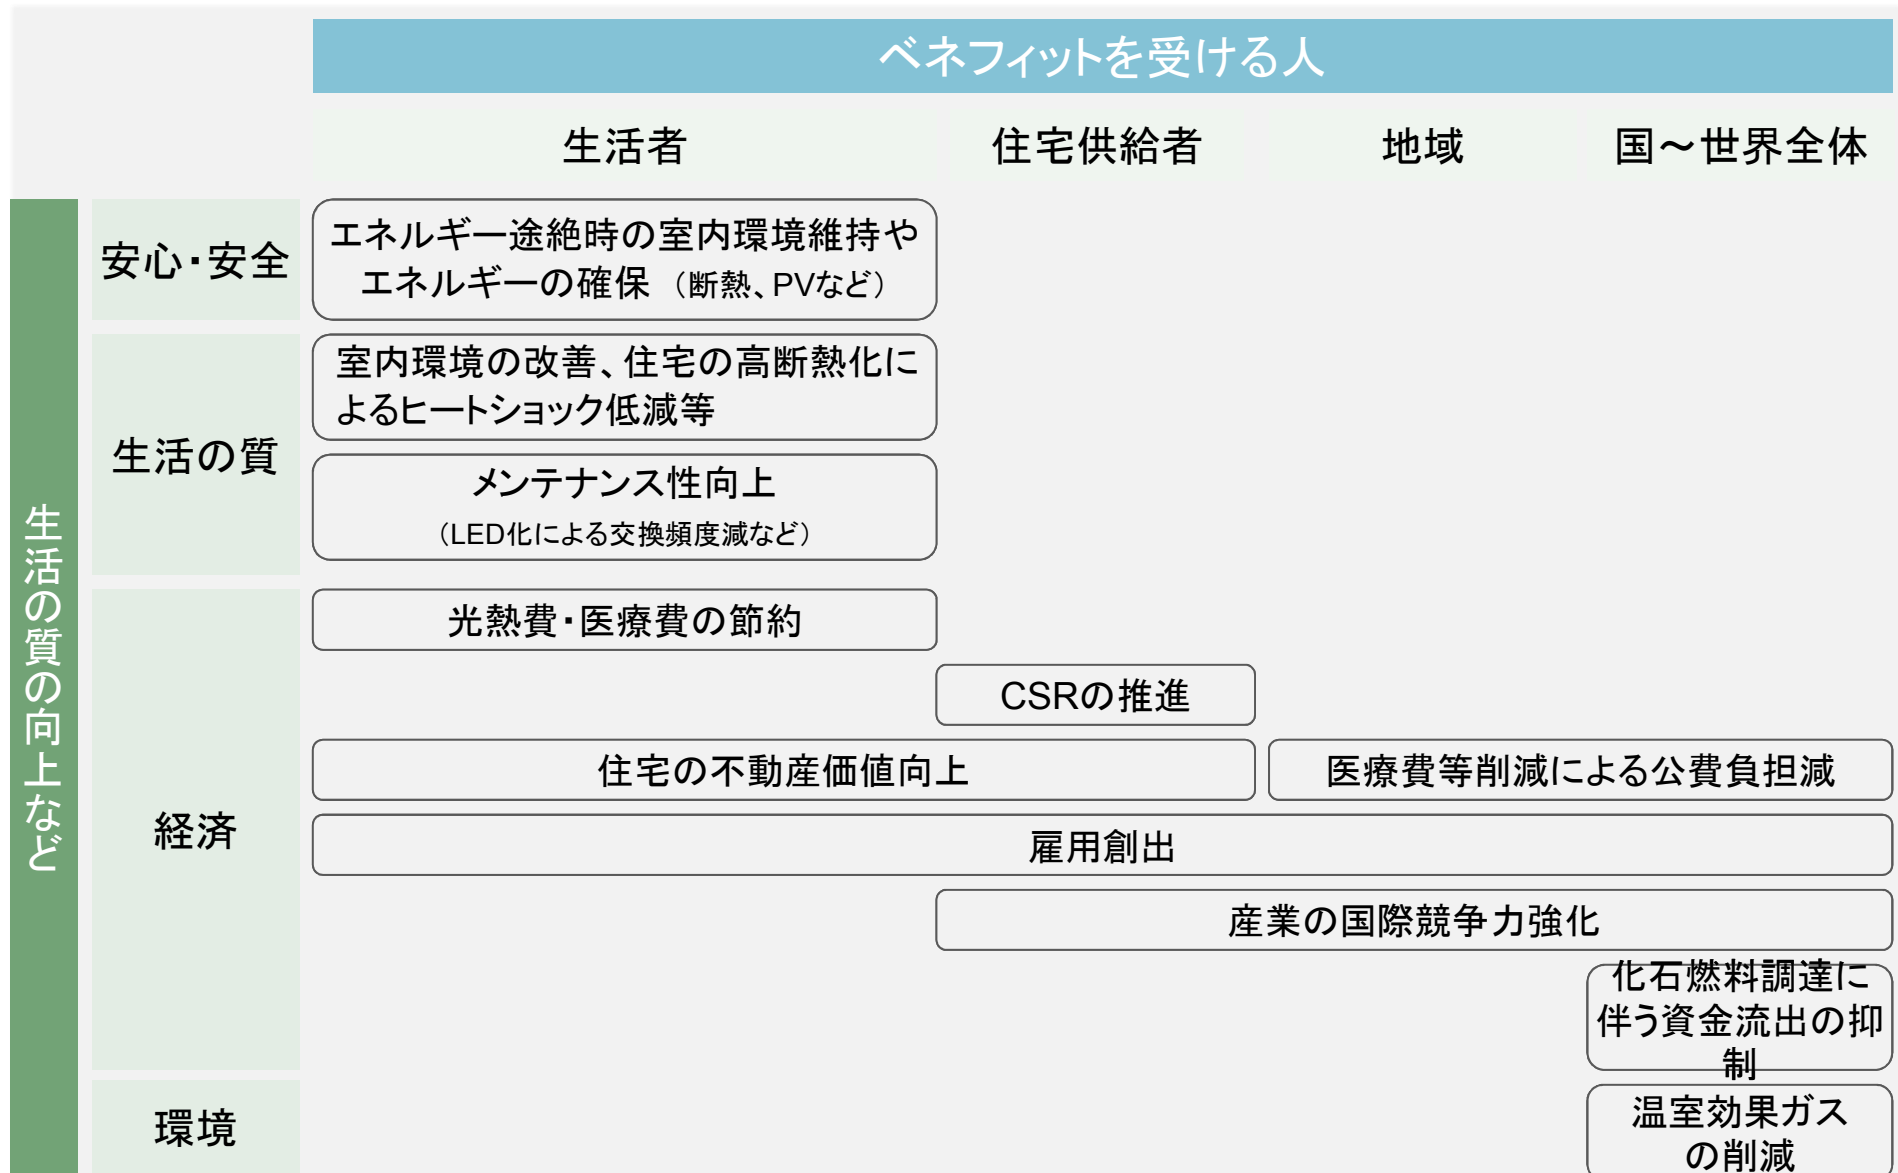 ベネフィットを受ける人
生活者
住宅供給者
地域
国～世界全体
生活の質の向上など
安心・安全
エネルギー途絶時の室内環境維持や
エネルギーの確保 （断熱、PVなど）
生活の質
室内環境の改善、住宅の高断熱化に
よるヒートショック低減等
メンテナンス性向上
（LED化による交換頻度減など）
経済
光熱費・医療費の節約
CSRの推進
住宅の不動産価値向上
医療費等削減による公費負担減
雇用創出
産業の国際競争力強化
化石燃料調達に
伴う資金流出の抑
制
環境
温室効果ガス
の削減